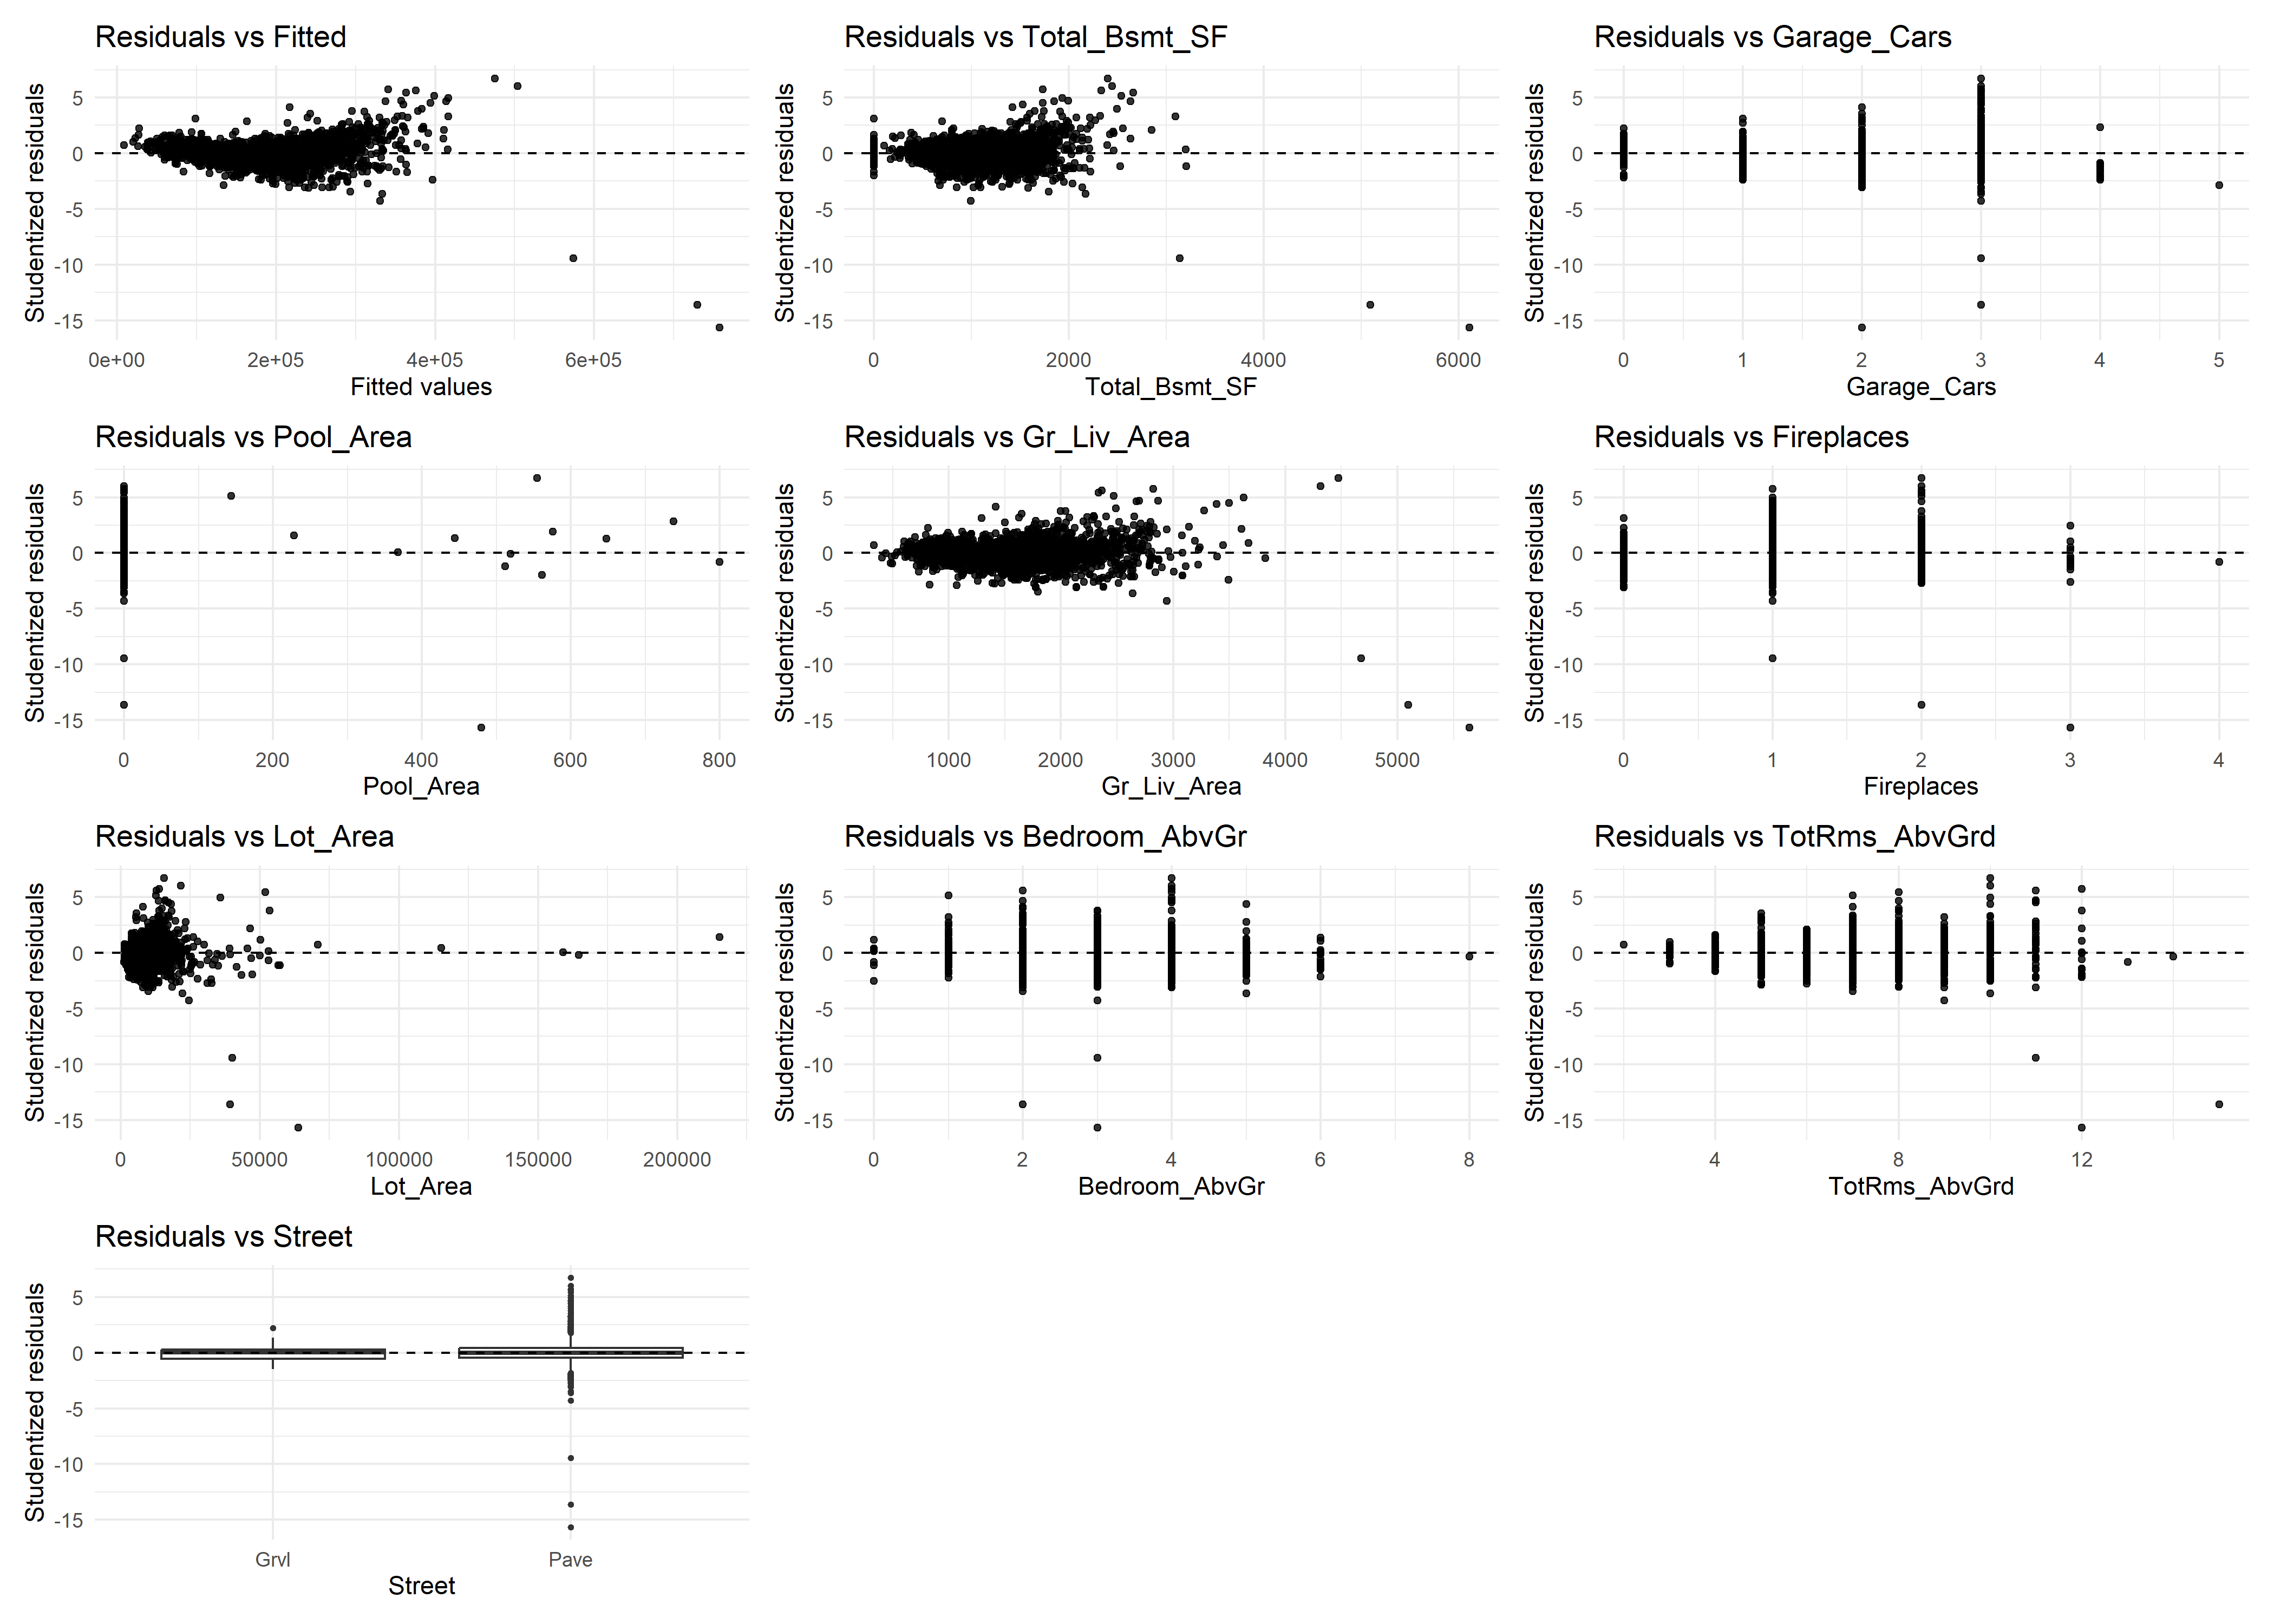 Residuals vs Fitted
Studentized residuals
5
0
-5
-10
-15
0e+00 2e+05 4e+05 6e+05
Fitted values
Residuals vs Total_Bsmt_SF
Studentized residuals
5
0
-5
-10
-15
0 2000 4000 6000
Total_Bsmt_SF
Residuals vs Garage_Cars
Studentized residuals
5
0
-5
-10
-15
0 1 2 3 4 5
Garage_Cars
Residuals vs Pool_Area
Studentized residuals
5
0
-5
-10
-15
0 200 400 600 800
Pool_Area
Residuals vs Gr_Liv_Area
Studentized residuals
5
0
-5
-10
-15
1000 2000 3000 4000 5000
Gr_Liv_Area
Residuals vs Fireplaces
Studentized residuals
5
0
-5
-10
-15
0 1 2 3 4
Fireplaces
Residuals vs Lot_Area
Studentized residuals
5
0
-5
-10
-15
0 50000 100000 150000 200000
Lot_Area
Residuals vs Bedroom_AbvGr
Studentized residuals
5
0
-5
-10
-15
0 2 4 6 8
Bedroom_AbvGr
Residuals vs TotRms_AbvGrd
Studentized residuals
5
0
-5
-10
-15
4 8 12
TotRms_AbvGrd
Residuals vs Street
Studentized residuals
5
0
-5
-10
-15
Grvl Pave
Street